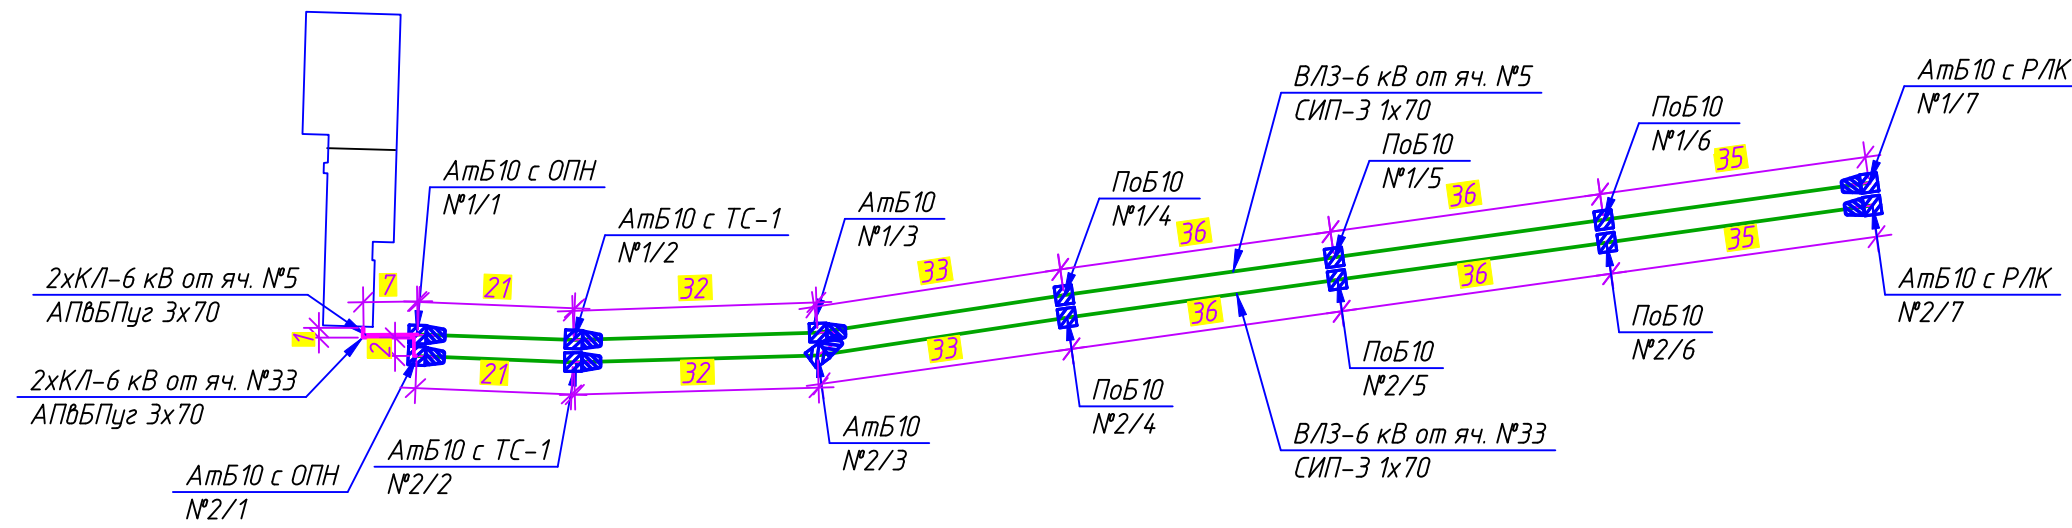 АтБ10 с РЛК
№1/7
ВЛЗ-6 кВ от яч. №5
СИП-3 1х70
ПоБ10
№1/6
ПоБ10
№1/5
35
АтБ10 с ОПН
№1/1
ПоБ10
№1/4
36
АтБ10
№1/3
АтБ10 с ТС-1
№1/2
36
33
35
2хКЛ-6 кВ от яч. №5
АПвБПуг 3х70
7
21
32
36
АтБ10 с РЛК
№2/7
36
1
2
33
ПоБ10
№2/6
2хКЛ-6 кВ от яч. №33
АПвБПуг 3х70
21
32
ПоБ10
№2/5
ПоБ10
№2/4
АтБ10
№2/3
ВЛЗ-6 кВ от яч. №33
СИП-3 1х70
АтБ10 с ТС-1
№2/2
АтБ10 с ОПН
№2/1